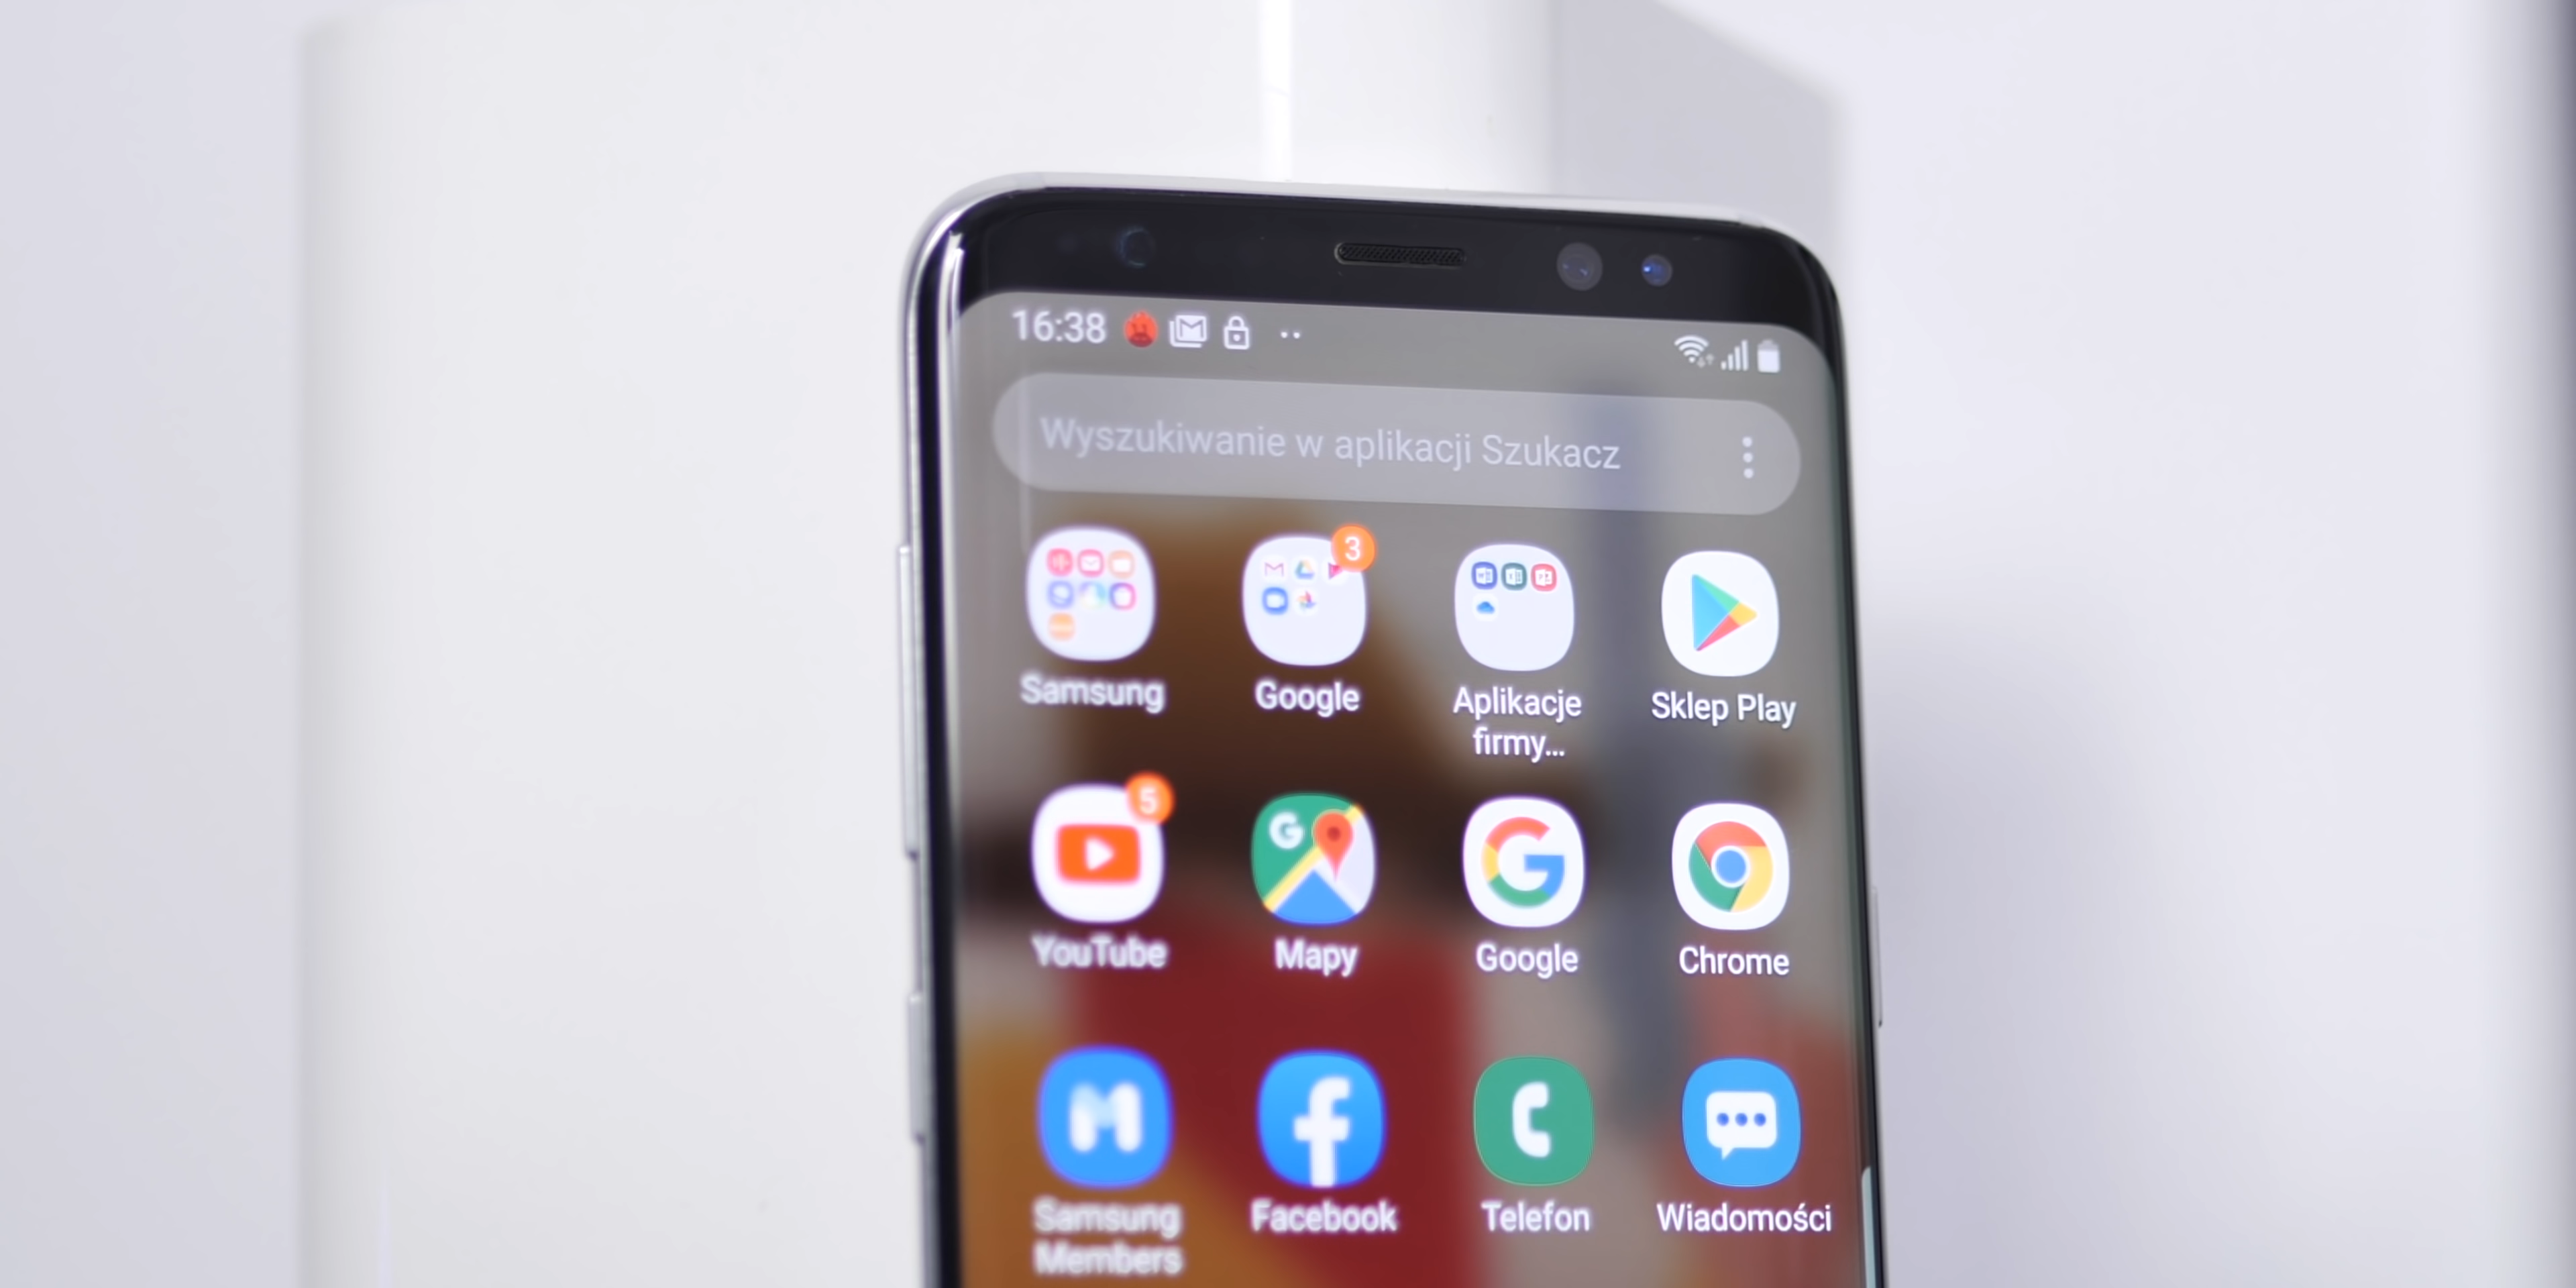 16:38
Wyszukiwanie w aplikacji Szukacz
3
Samsung
Google
Aplikacje
firmy...
Sklep Play
5
YouTube
Mapy
Google
Chrome
Samsung
Members
Facebook
Telefon
Wiadomości